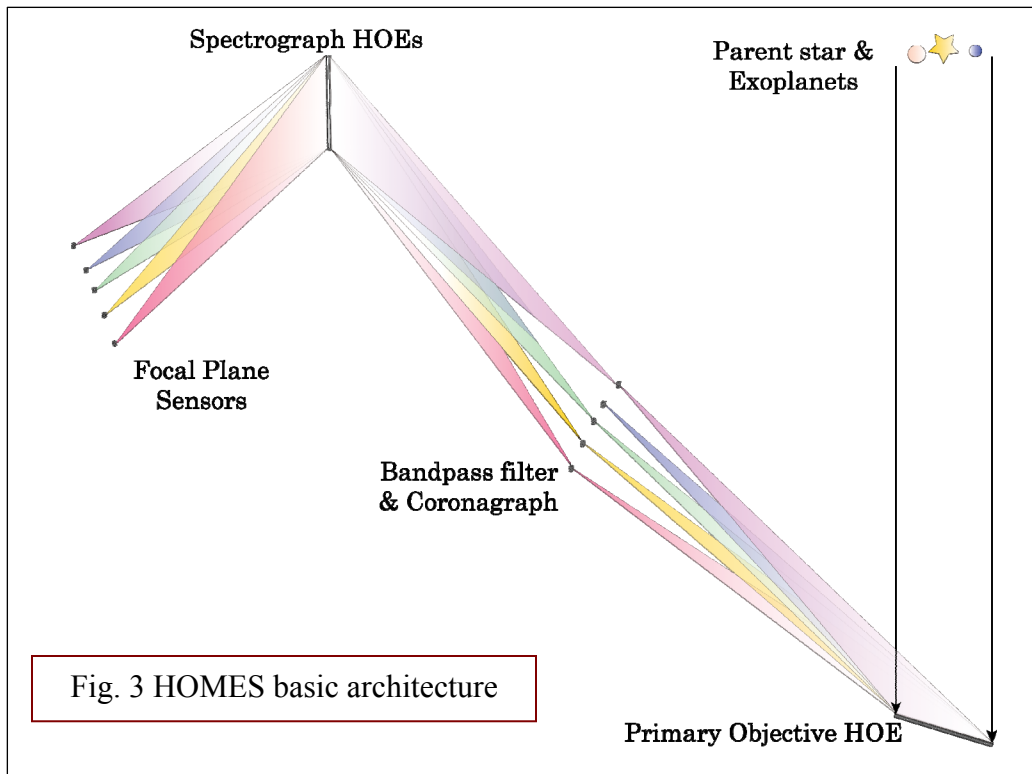 Spectrograph HOEs
Parent star &
Exoplanets
Focal Plane
Sensors
Bandpass filter
& Coronagraph
Fig. 3 HOMES basic architecture
Primary Objective HOE